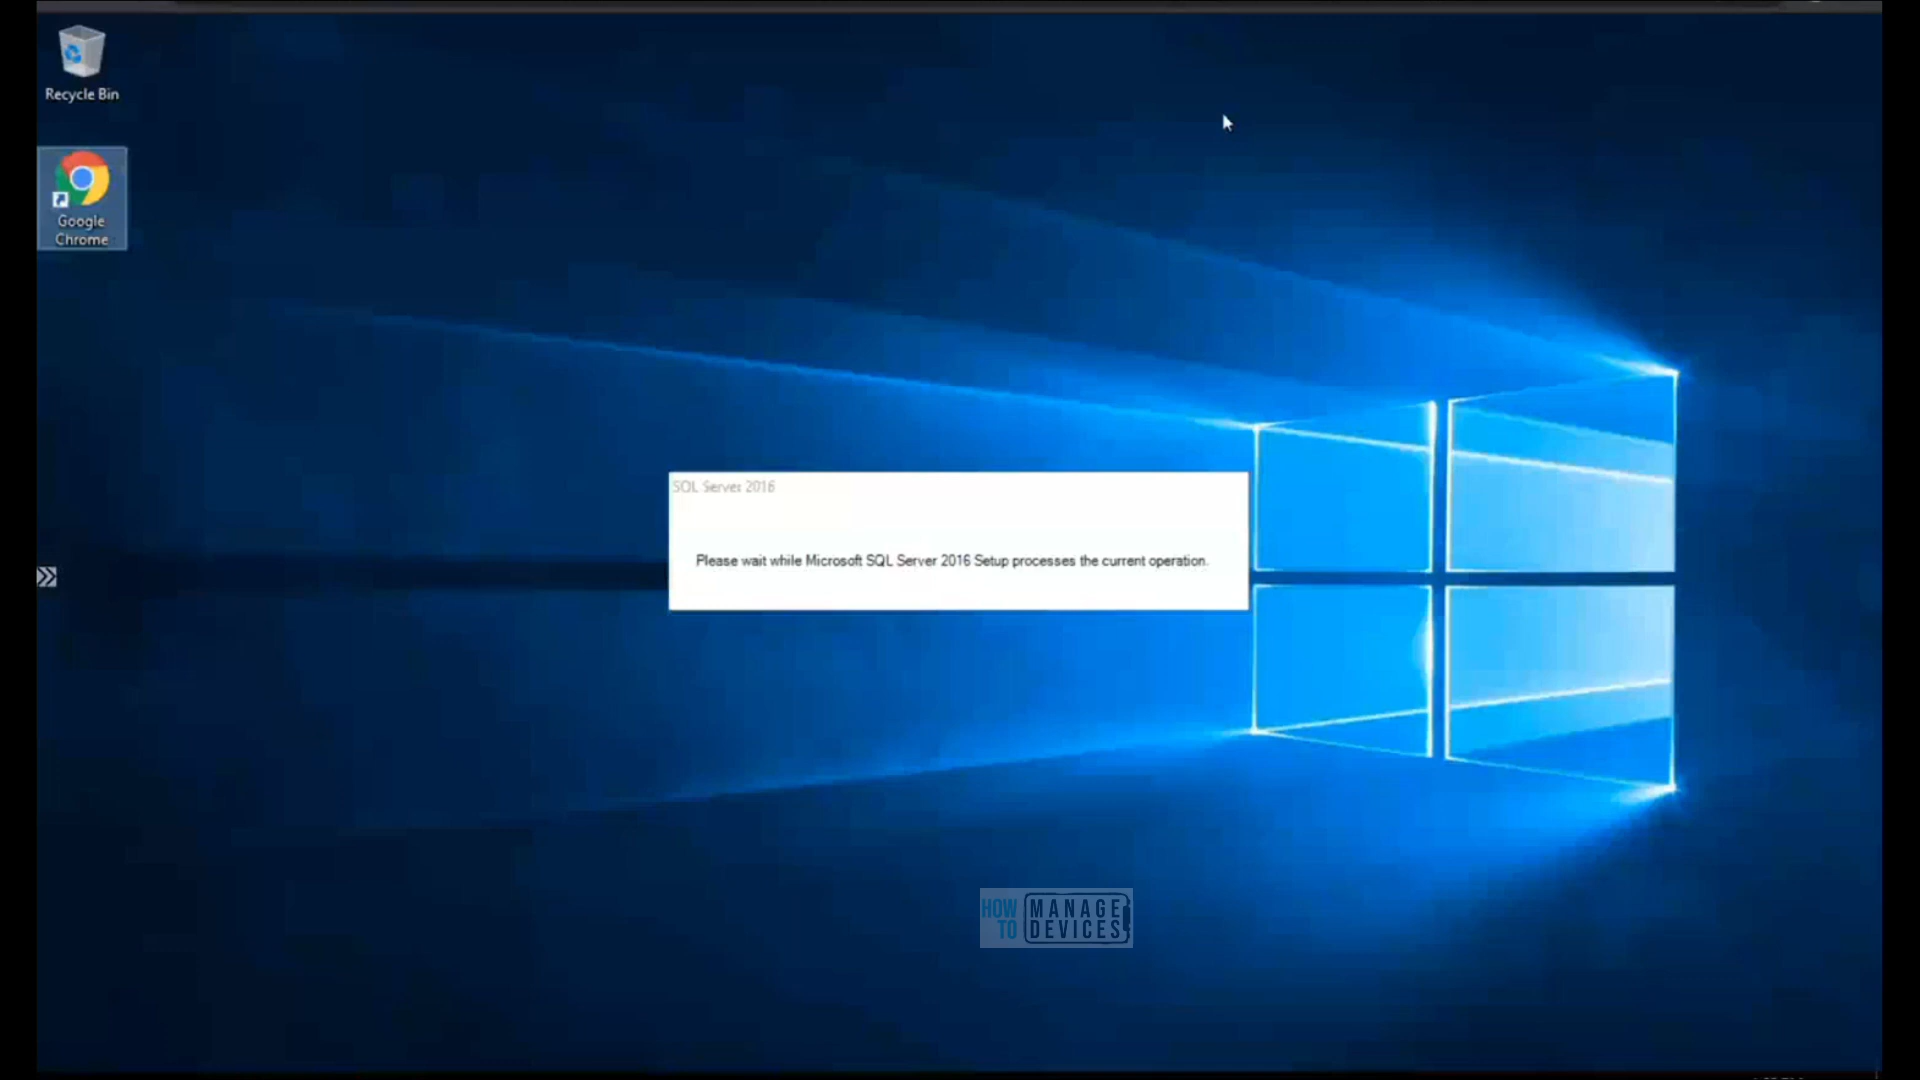 Recycle Bin
Google
Chrome
SQL Server 2016
Please wait while Microsoft SQL Server 2016 Setup processes the current operation.
HOW MANAGE
TO DEVICES